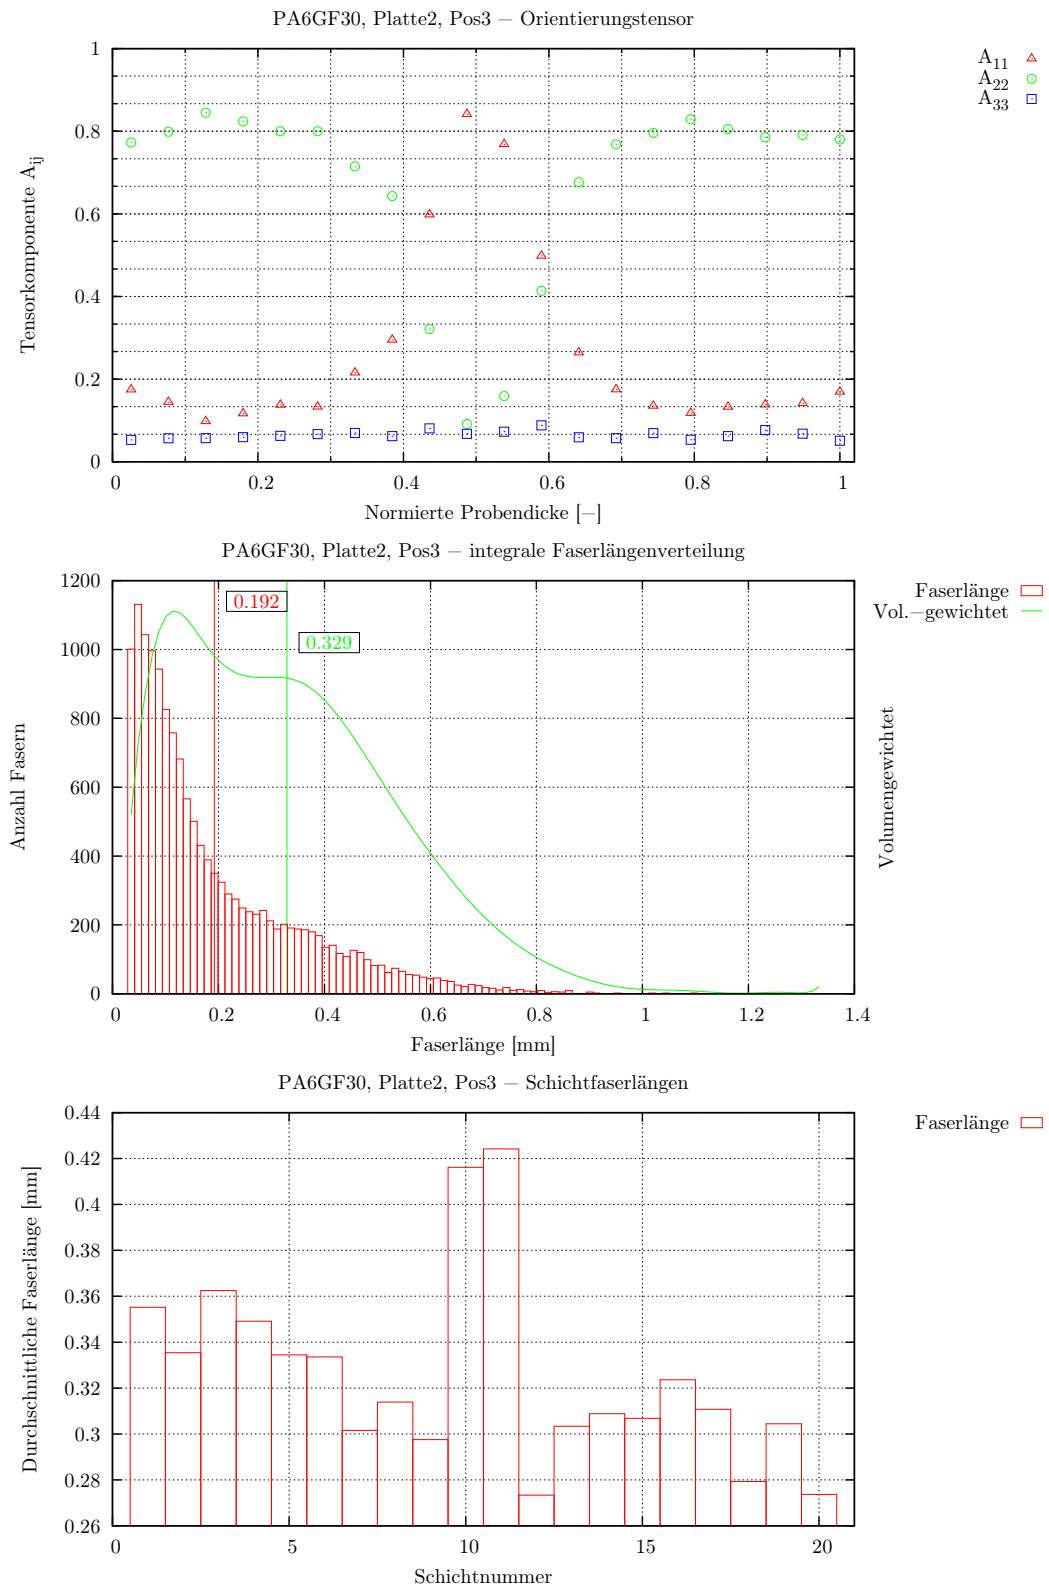 PA6GF30, Platte2, Pos3 – Orientierungstensor
A11
A22
A33
Tensorkomponente Aij
1
0.8
0.6
0.4
0.2
0
0 0.2 0.4 0.6 0.8 1
Normierte Probendicke [–]
PA6GF30, Platte2, Pos3 – integrale Faserlängenverteilung
Faserlänge
Vol.–gewichtet
0.192
0.329
Anzahl Fasern
Volumengewichtet
1200
1000
800
600
400
200
0
0 0.2 0.4 0.6 0.8 1 1.2 1.4
Faserlänge [mm]
PA6GF30, Platte2, Pos3 – Schichtfaserlängen
Faserlänge
Durchschnittliche Faserlänge [mm]
0.44
0.42
0.4
0.38
0.36
0.34
0.32
0.3
0.28
0.26
0 5 10 15 20
Schichtnummer